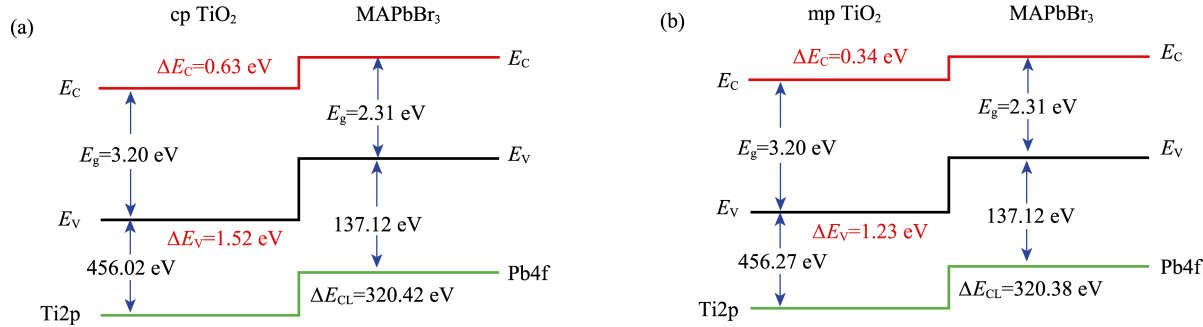 (a)
cp TiO₂ MAPbBr₃
E_C ΔE_C=0.63 eV E_C
E_g=2.31 eV
E_g=3.20 eV E_V
E_V ΔE_V=1.52 eV 137.12 eV
456.02 eV Pb4f
Ti2p ΔE_CL=320.42 eV
(b)
mp TiO₂ MAPbBr₃
E_C ΔE_C=0.34 eV E_C
E_g=2.31 eV
E_g=3.20 eV E_V
E_V ΔE_V=1.23 eV 137.12 eV
456.27 eV Pb4f
Ti2p ΔE_CL=320.38 eV